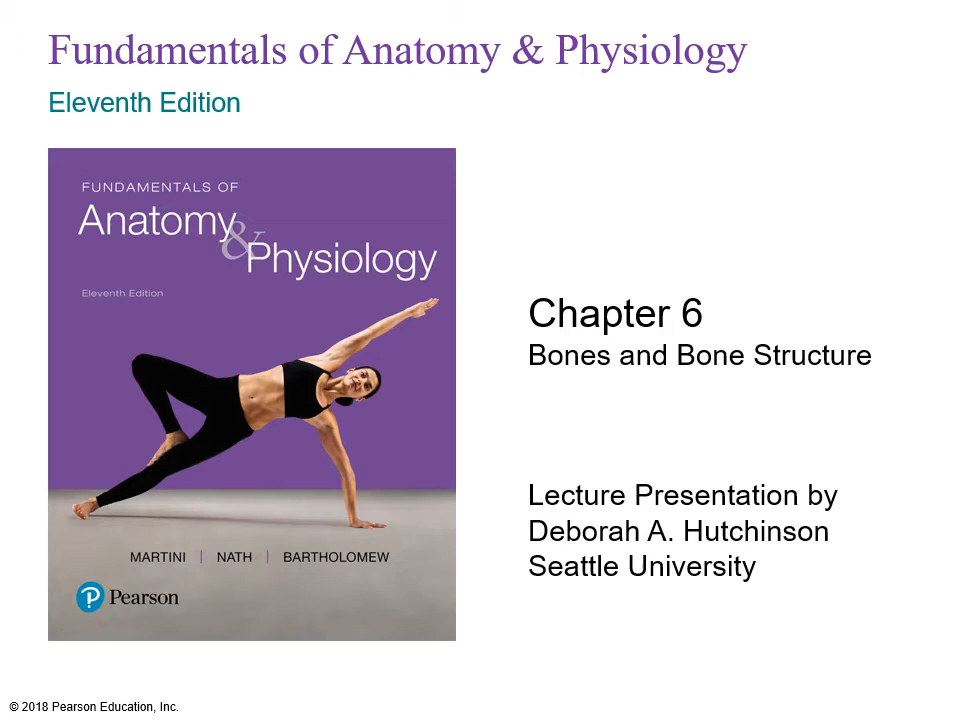 Fundamentals of Anatomy & Physiology
Eleventh Edition
FUNDAMENTALS OF
Anatomy
&
Physiology
Eleventh Edition
MARTINI | NATH | BARTHOLOMEW
P Pearson
Chapter 6
Bones and Bone Structure
Lecture Presentation by
Deborah A. Hutchinson
Seattle University
© 2018 Pearson Education, Inc.